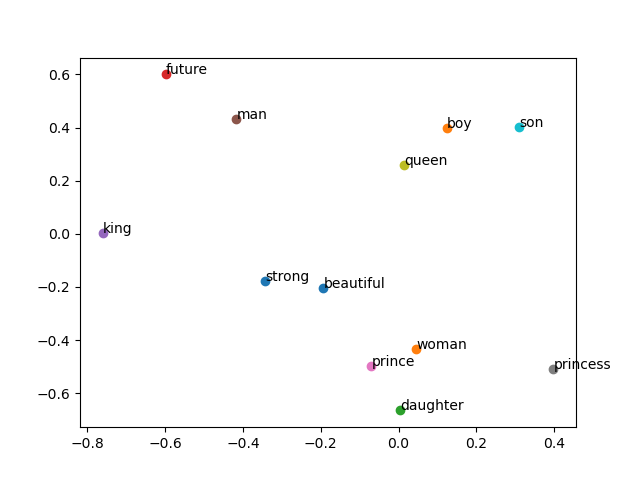 future
man
boy
son
queen
king
strong
beautiful
woman
prince
princess
daughter
0.6
0.4
0.2
0.0
−0.2
−0.4
−0.6
−0.8 −0.6 −0.4 −0.2 0.0 0.2 0.4